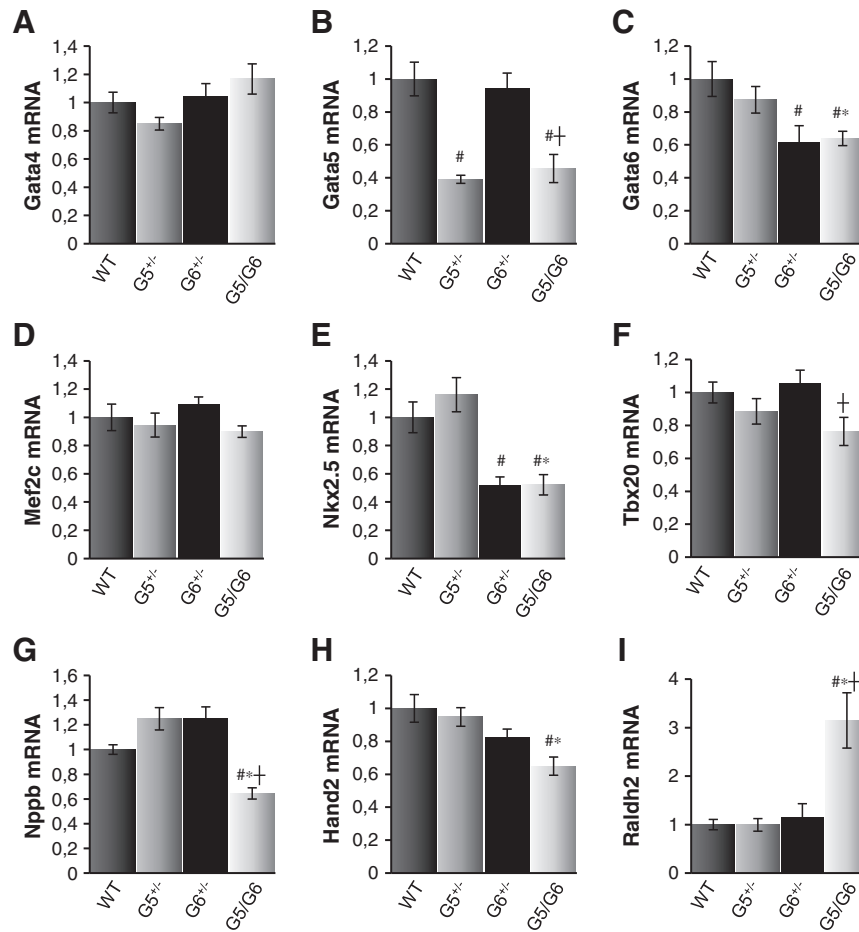 A
Gata4 mRNA
1,4
1,2
1
0,8
0,6
0,4
0,2
0
WT
G5+/-
G6+/-
G5/G6
B
Gata5 mRNA
1,2
1
0,8
0,6
0,4
0,2
0
#
#┼
WT
G5+/-
G6+/-
G5/G6
C
Gata6 mRNA
1,2
1
0,8
0,6
0,4
0,2
0
#
#*
WT
G5+/-
G6+/-
G5/G6
D
Mef2c mRNA
1,4
1,2
1
0,8
0,6
0,4
0,2
0
WT
G5+/-
G6+/-
G5/G6
E
Nkx2.5 mRNA
1,4
1,2
1
0,8
0,6
0,4
0,2
0
#
#*
WT
G5+/-
G6+/-
G5/G6
F
Tbx20 mRNA
1,2
1
0,8
0,6
0,4
0,2
0
┼
WT
G5+/-
G6+/-
G5/G6
G
Nppb mRNA
1,6
1,4
1,2
1
0,8
0,6
0,4
0,2
0
#*┼
WT
G5+/-
G6+/-
G5/G6
H
Hand2 mRNA
1,2
1
0,8
0,6
0,4
0,2
0
#*
WT
G5+/-
G6+/-
G5/G6
I
Raldh2 mRNA
4
3
2
1
0
#*┼
WT
G5+/-
G6+/-
G5/G6